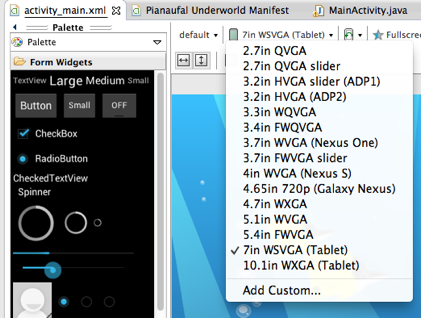 activity_main.xml
Pianaufal Underworld Manifest
MainActivity.java
Palette
Palette
Form Widgets
TextView Large Medium Small
Button Small OFF
CheckBox
RadioButton
CheckedTextView
Spinner
default
7in WSVGA (Tablet)
Fullscre
2.7in QVGA
2.7in QVGA slider
3.2in HVGA slider (ADP1)
3.2in HVGA (ADP2)
3.3in WQVGA
3.4in FWQVGA
3.7in WVGA (Nexus One)
3.7in FWVGA slider
4in WVGA (Nexus S)
4.65in 720p (Galaxy Nexus)
4.7in WXGA
5.1in WVGA
5.4in FWVGA
7in WSVGA (Tablet)
10.1in WXGA (Tablet)
Add Custom...